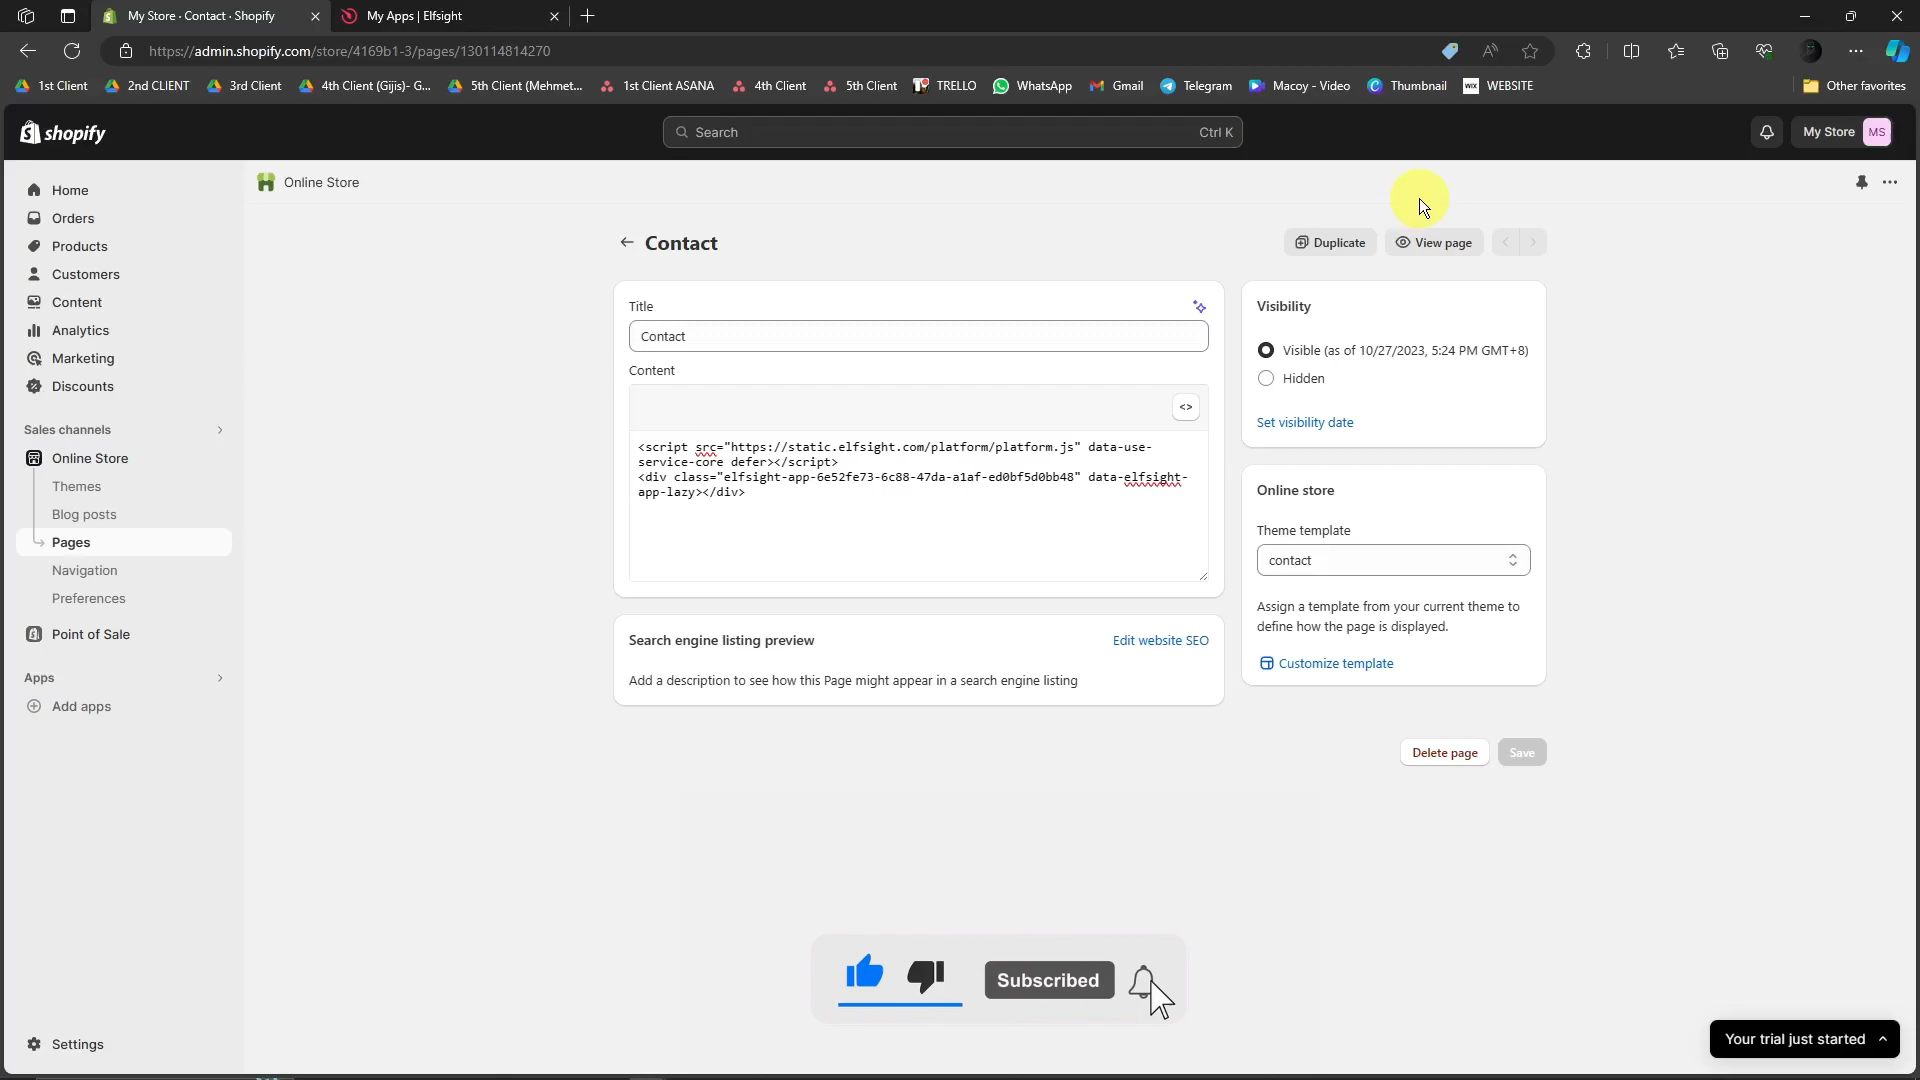 My Store · Contact · Shopify
My Apps | Elfsight
https://admin.shopify.com/store/4169b1-3/pages/130114814270
1st Client
2nd CLIENT
3rd Client
4th Client (Gijis)- G...
5th Client (Mehmet...
1st Client ASANA
4th Client
5th Client
TRELLO
WhatsApp
Gmail
Telegram
Macoy - Video
Thumbnail
WIX
WEBSITE
Other favorites
shopify
Search
Ctrl K
My Store
MS
Home
Orders
Products
Customers
Content
Analytics
Marketing
Discounts
Sales channels
Online Store
Themes
Blog posts
Pages
Navigation
Preferences
Point of Sale
Apps
Add apps
Settings
Online Store
Contact
Duplicate
View page
Title
Contact
Content
<>
<script src="https://static.elfsight.com/platform/platform.js" data-use-
service-core defer></script>
<div class="elfsight-app-6e52fe73-6c88-47da-a1af-ed0bf5d0bb48" data-elfsight-
app-lazy></div>
Search engine listing preview
Edit website SEO
Add a description to see how this Page might appear in a search engine listing
Visibility
Visible (as of 10/27/2023, 5:24 PM GMT+8)
Hidden
Set visibility date
Online store
Theme template
contact
Assign a template from your current theme to
define how the page is displayed.
Customize template
Delete page
Save
Subscribed
Your trial just started